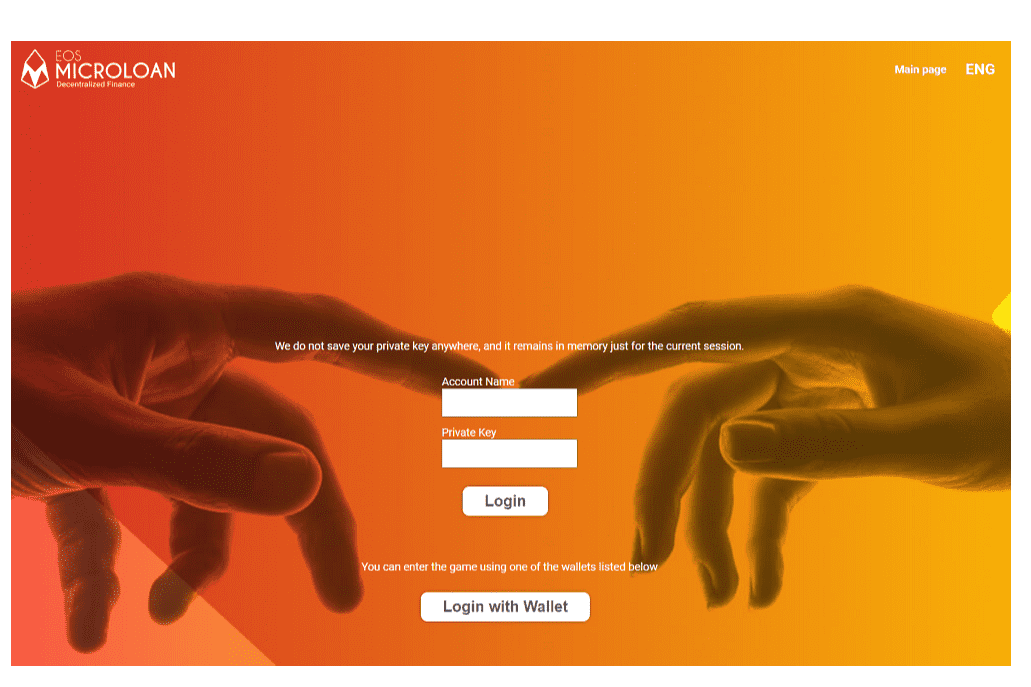 EOS
MICROLOAN
Decentralized Finance
Main page ENG
We do not save your private key anywhere, and it remains in memory just for the current session.
Account Name
Private Key
Login
You can enter the game using one of the wallets listed below
Login with Wallet